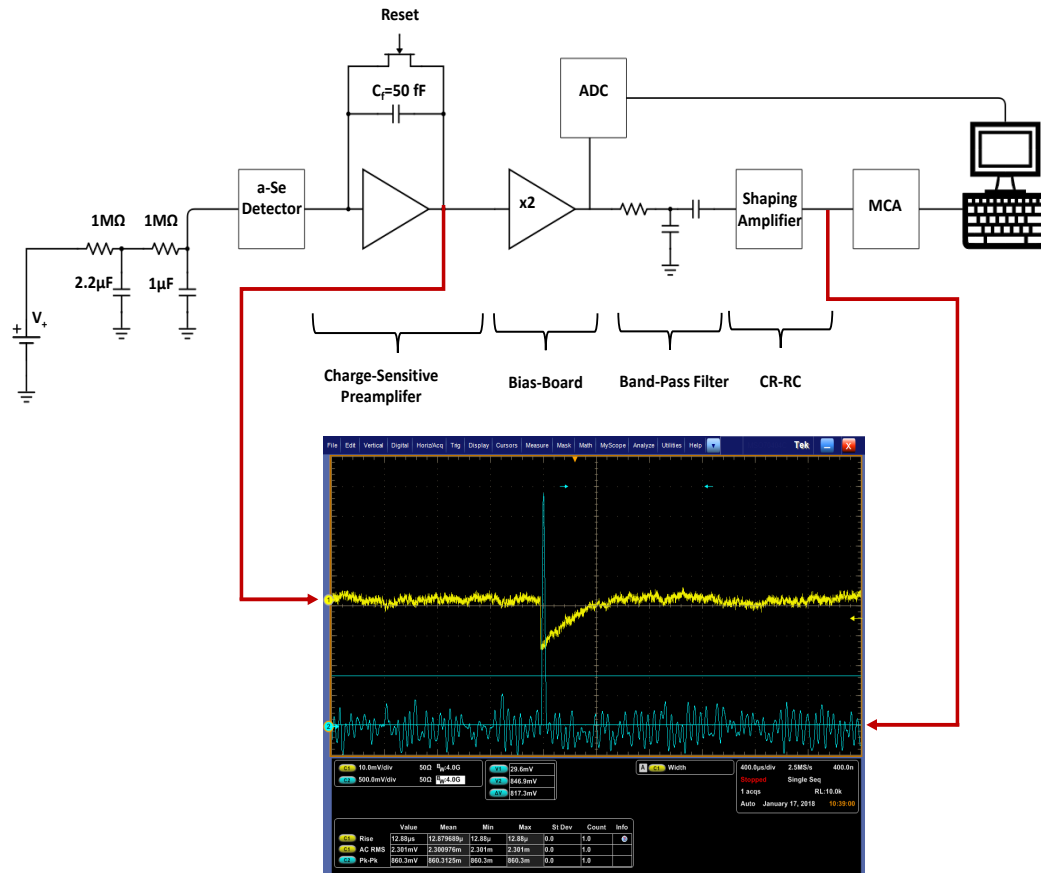 Reset
C_f=50 fF
ADC
a-Se
Detector
x2
Shaping
Amplifier
MCA
1MΩ 1MΩ
2.2µF 1µF
+ V_+
Charge-Sensitive
Preamplifer
Bias-Board
Band-Pass Filter
CR-RC
File Edit Vertical Digital Horiz/Acq Trig Display Cursors Measure Mask Math MyScope Analyze Utilities Help Tek X
1
2
C1 10.0mV/div 50Ω BW:4.0G
C2 500.0mV/div 50Ω BW:4.0G
V1 29.6mV
V2 846.9mV
ΔV 817.3mV
A C1 Width
400.0µs/div 2.5MS/s 400.0n
Stopped Single Seq
1 acqs RL:10.0k
Auto January 17, 2018 10:39:00
Value Mean Min Max St Dev Count Info
C1 Rise 12.88µs 12.879689µ 12.88µ 12.88µ 0.0 1.0
C1 AC RMS 2.301mV 2.300976m 2.301m 2.301m 0.0 1.0
C2 Pk-Pk 860.3mV 860.3125m 860.3m 860.3m 0.0 1.0